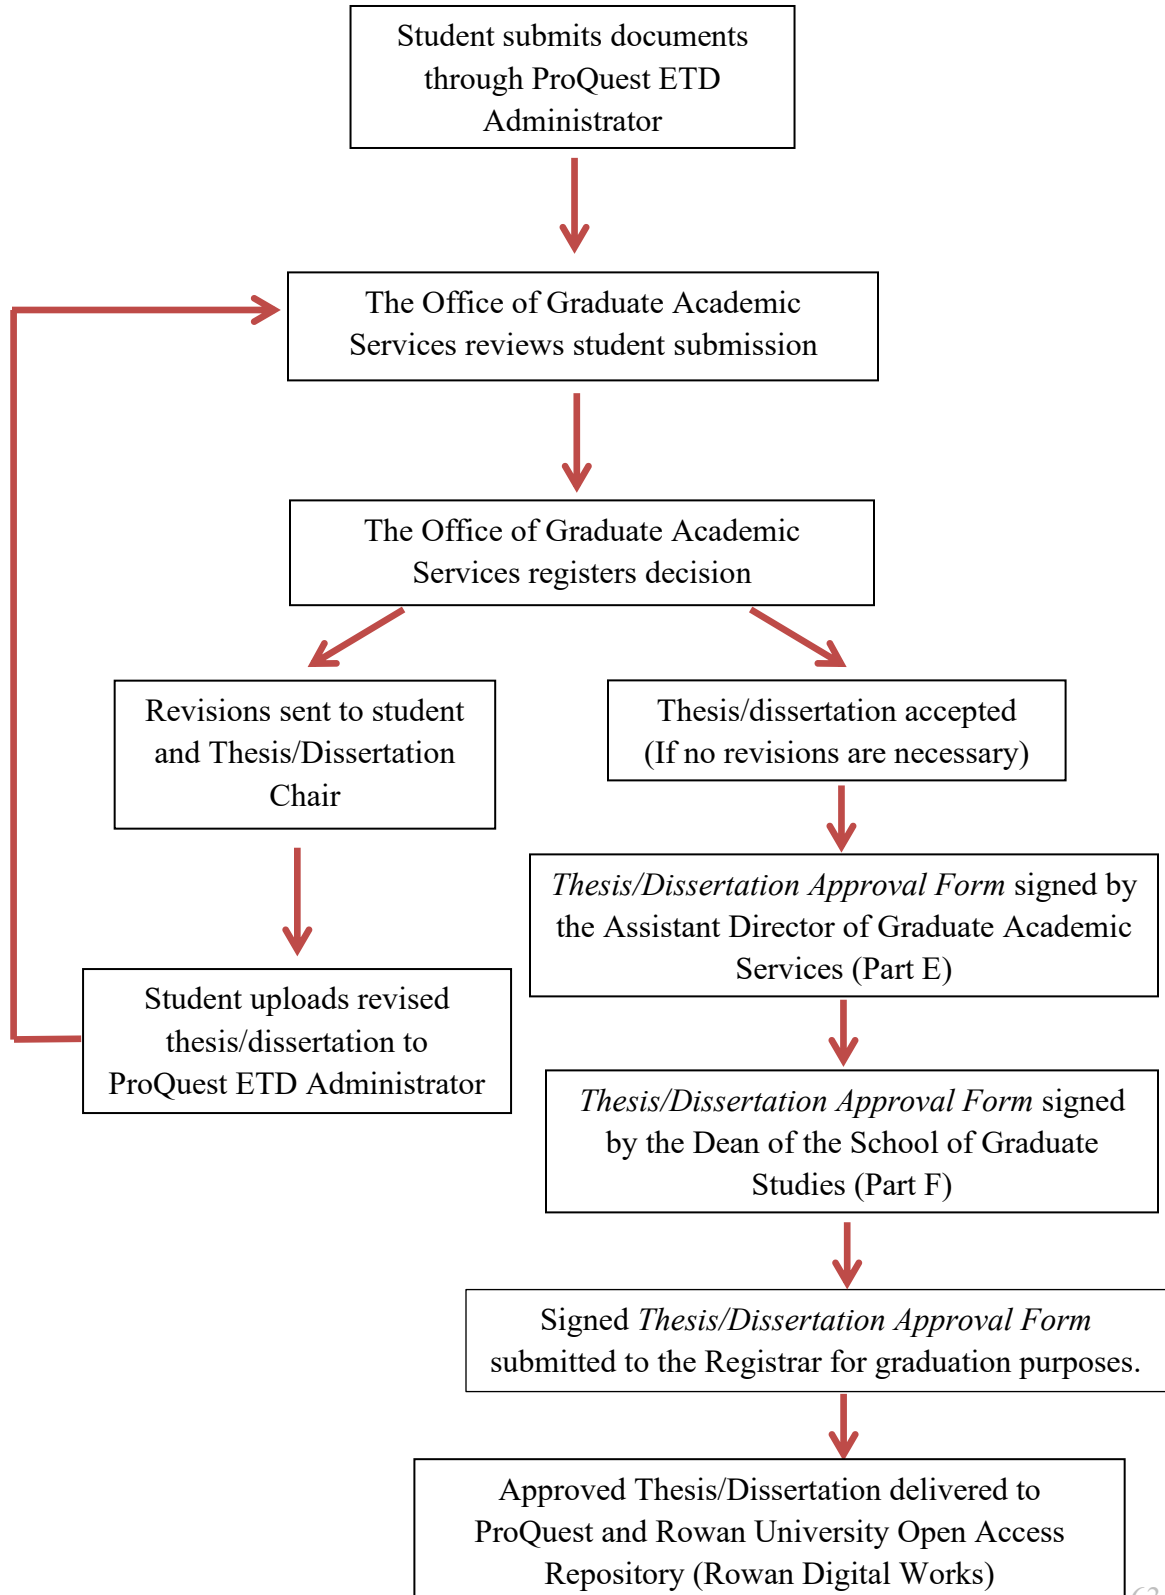 Student submits documents
through ProQuest ETD
Administrator
The Office of Graduate Academic
Services reviews student submission
The Office of Graduate Academic
Services registers decision
Revisions sent to student
and Thesis/Dissertation
Chair
Student uploads revised
thesis/dissertation to
ProQuest ETD Administrator
Thesis/dissertation accepted
(If no revisions are necessary)
Thesis/Dissertation Approval Form signed by
the Assistant Director of Graduate Academic
Services (Part E)
Thesis/Dissertation Approval Form signed
by the Dean of the School of Graduate
Studies (Part F)
Signed Thesis/Dissertation Approval Form
submitted to the Registrar for graduation purposes.
Approved Thesis/Dissertation delivered to
ProQuest and Rowan University Open Access
Repository (Rowan Digital Works)